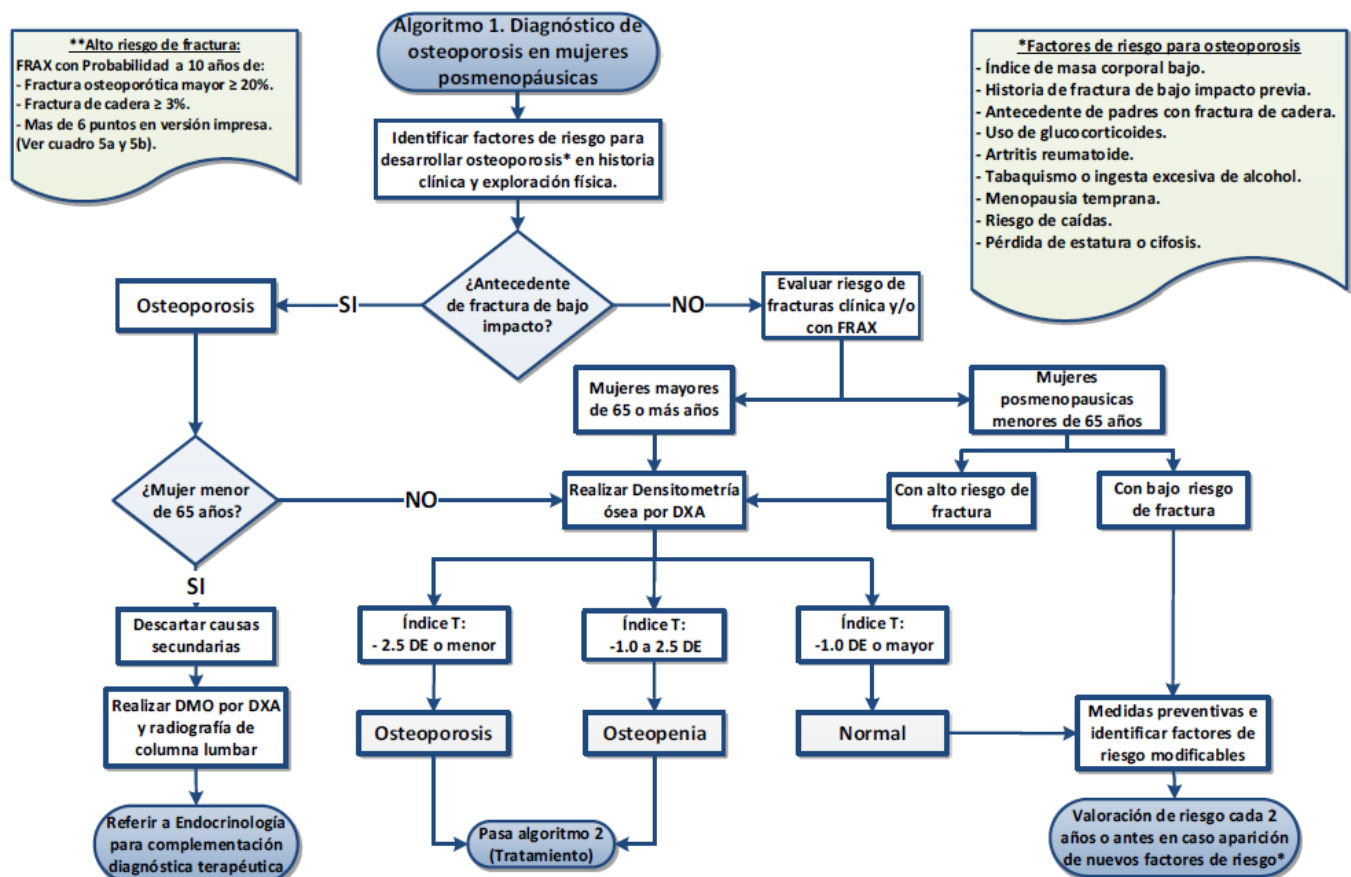 **Alto riesgo de fractura:
FRAX con Probabilidad a 10 años de:
- Fractura osteoporótica mayor ≥ 20%.
- Fractura de cadera ≥ 3%.
- Mas de 6 puntos en versión impresa.
(Ver cuadro 5a y 5b).
Algoritmo 1. Diagnóstico de
osteoporosis en mujeres
posmenopáusicas
*Factores de riesgo para osteoporosis
- Índice de masa corporal bajo.
- Historia de fractura de bajo impacto previa.
- Antecedente de padres con fractura de cadera.
- Uso de glucocorticoides.
- Artritis reumatoide.
- Tabaquismo o ingesta excesiva de alcohol.
- Menopausia temprana.
- Riesgo de caídas.
- Pérdida de estatura o cifosis.
Identificar factores de riesgo para
desarrollar osteoporosis* en historia
clínica y exploración física.
Osteoporosis
SI
¿Antecedente
de fractura de bajo
impacto?
NO
Evaluar riesgo de
fracturas clínica y/o
con FRAX
Mujeres mayores
de 65 o más años
Mujeres
posmenopausicas
menores de 65 años
¿Mujer menor
de 65 años?
NO
Realizar Densitometría
ósea por DXA
Con alto riesgo de
fractura
Con bajo riesgo
de fractura
SI
Descartar causas
secundarias
Índice T:
- 2.5 DE o menor
Índice T:
-1.0 a 2.5 DE
Índice T:
-1.0 DE o mayor
Realizar DMO por DXA
y radiografía de
columna lumbar
Osteoporosis
Osteopenia
Normal
Medidas preventivas e
identificar factores de
riesgo modificables
Referir a Endocrinología
para complementación
diagnóstica terapéutica
Pasa algoritmo 2
(Tratamiento)
Valoración de riesgo cada 2
años o antes en caso aparición
de nuevos factores de riesgo*